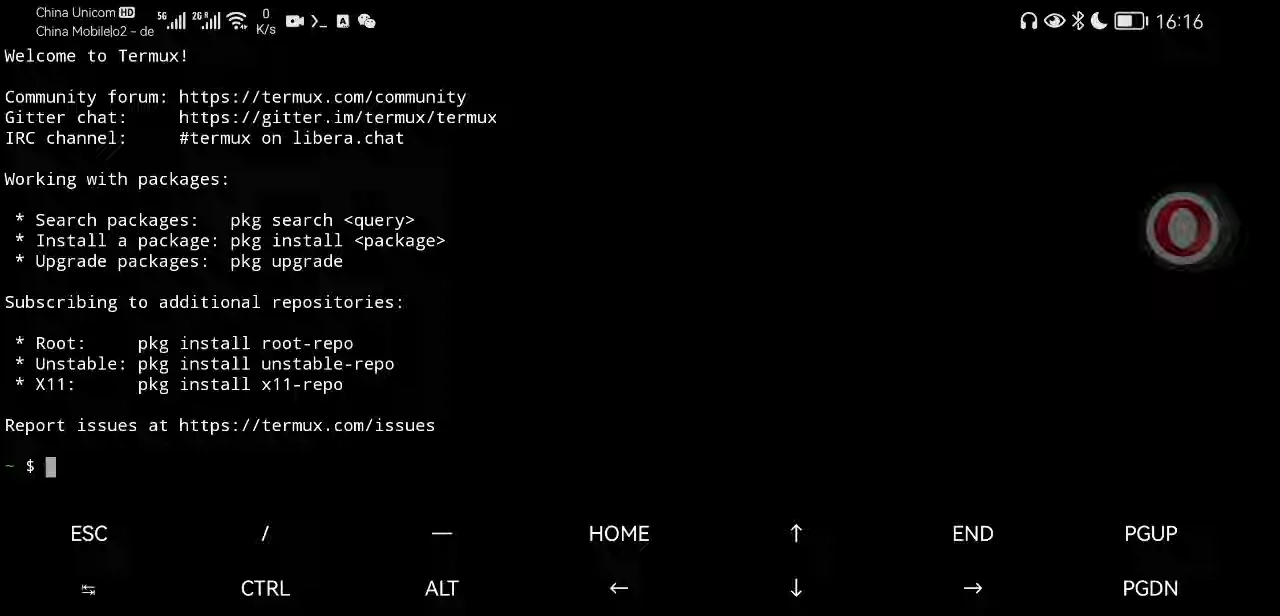 China Unicom HD
China Mobile|o2 - de
5G
2G R
0
K/s
16:16
Welcome to Termux!
Community forum: https://termux.com/community
Gitter chat:     https://gitter.im/termux/termux
IRC channel:     #termux on libera.chat
Working with packages:
 * Search packages:   pkg search <query>
 * Install a package: pkg install <package>
 * Upgrade packages:  pkg upgrade
Subscribing to additional repositories:
 * Root:     pkg install root-repo
 * Unstable: pkg install unstable-repo
 * X11:      pkg install x11-repo
Report issues at https://termux.com/issues
~ $
ESC / — HOME ↑ END PGUP
↹ CTRL ALT ← ↓ → PGDN